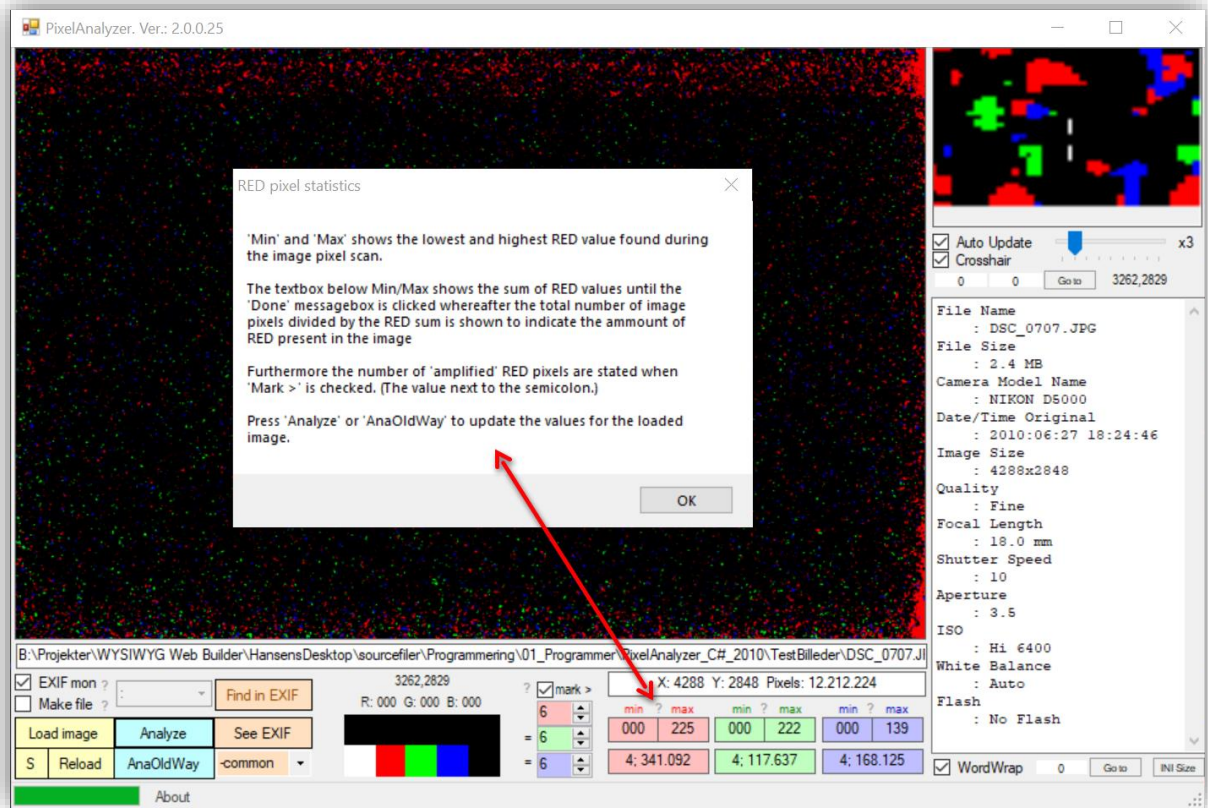 PixelAnalyzer. Ver.: 2.0.0.25
RED pixel statistics
'Min' and 'Max' shows the lowest and highest RED value found during
the image pixel scan.
The textbox below Min/Max shows the sum of RED values until the
'Done' messagebox is clicked whereafter the total number of image
pixels divided by the RED sum is shown to indicate the ammount of
RED present in the image
Furthermore the number of 'amplified' RED pixels are stated when
'Mark >' is checked. (The value next to the semicolon.)
Press 'Analyze' or 'AnaOldWay' to update the values for the loaded
image.
OK
Auto Update x3
Crosshair
0 0 Go to 3262,2829
File Name
: DSC_0707.JPG
File Size
: 2.4 MB
Camera Model Name
: NIKON D5000
Date/Time Original
: 2010:06:27 18:24:46
Image Size
: 4288x2848
Quality
: Fine
Focal Length
: 18.0 mm
Shutter Speed
: 10
Aperture
: 3.5
ISO
: Hi 6400
White Balance
: Auto
Flash
: No Flash
WordWrap 0 Go to INI Size
B:\Projekter\WYSIWYG Web Builder\HansensDesktop\sourcefiler\Programmering\01_Programmer\PixelAnalyzer_C#_2010\TestBilleder\DSC_0707.J
EXIF mon ? : Find in EXIF
Make file ?
Load image Analyze See EXIF
S Reload AnaOldWay -common
3262,2829
R: 000 G: 000 B: 000
? mark >
6
= 6
= 6
X: 4288 Y: 2848 Pixels: 12.212.224
min ? max min ? max min ? max
000 225 000 222 000 139
4; 341.092 4; 117.637 4; 168.125
About